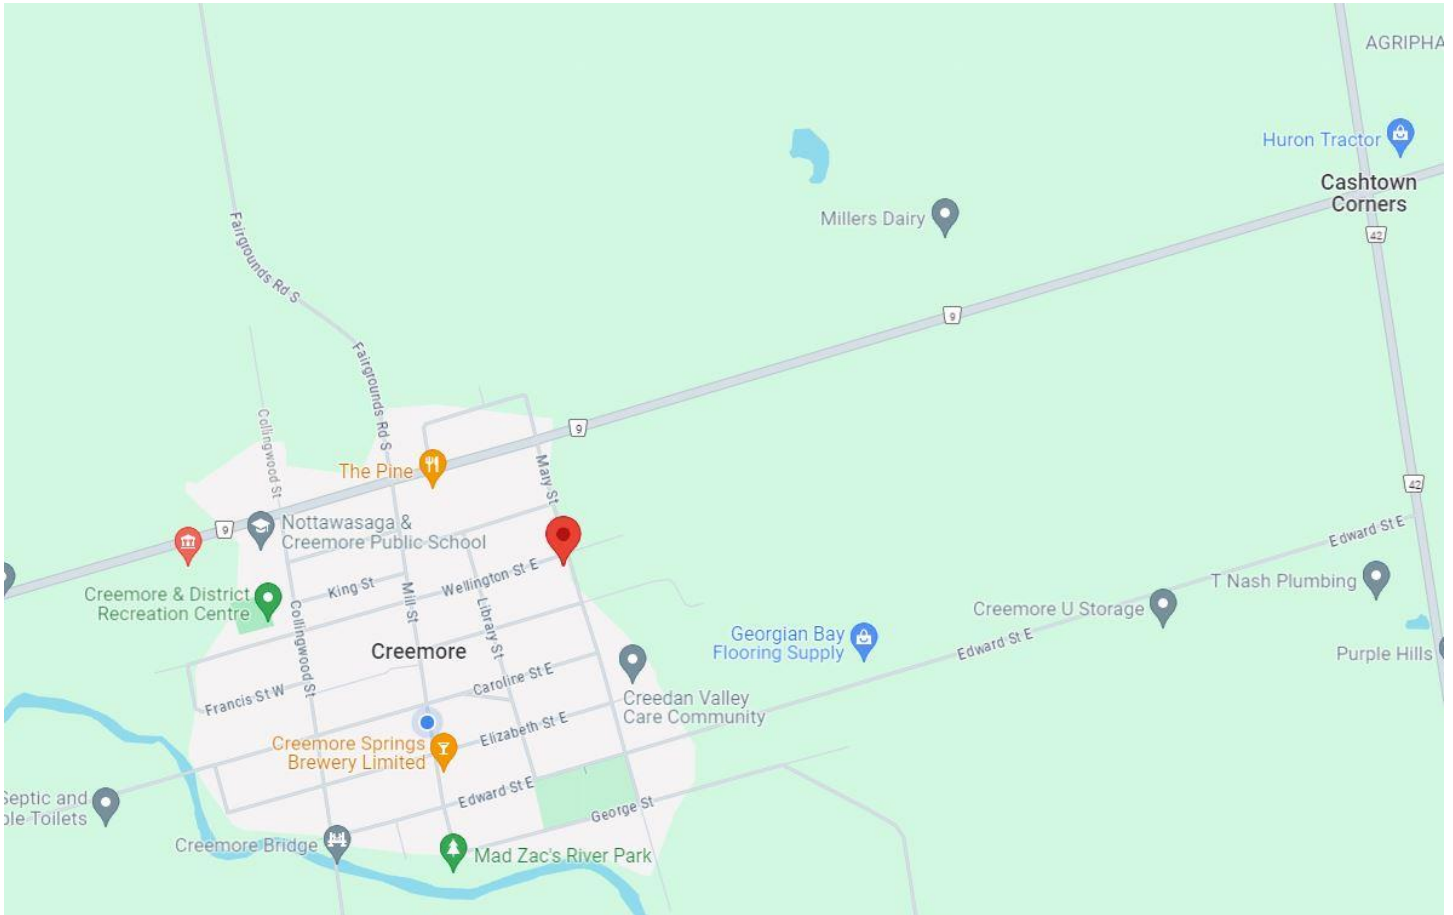 AGRIPHA
Huron Tractor
Cashtown
Corners
Millers Dairy
42
Fairgrounds Rd S
9
Fairgrounds Rd S
Collingwood St
9
The Pine
Mary St
42
9
Nottawasaga &
Creemore Public School
Edward St E
King St
Wellington St E
T Nash Plumbing
Creemore & District
Recreation Centre
Mill St
Library St
Creemore U Storage
Collingwood St
Georgian Bay
Flooring Supply
Edward St E
Creemore
Purple Hills
Francis St W
Caroline St E
Creedan Valley
Care Community
Elizabeth St E
Creemore Springs
Brewery Limited
Edward St E
Septic and
ble Toilets
George St
Creemore Bridge
Mad Zac's River Park